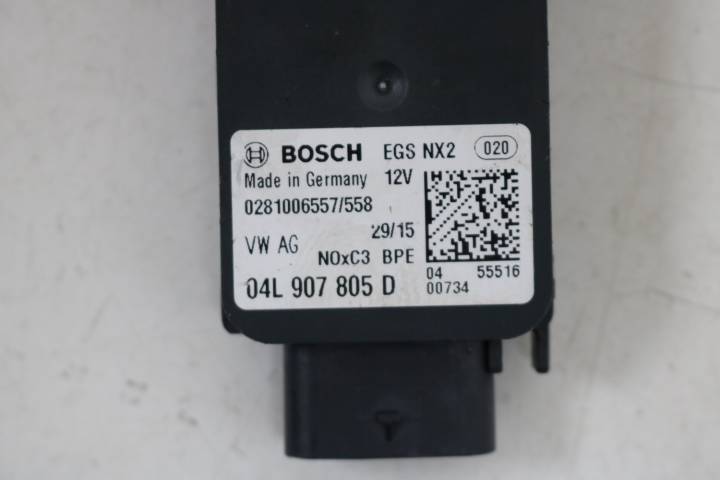 BOSCH EGS NX2 020
Made in Germany 12V
0281006557/558
29/15
VW AG
NOxC3 BPE
04L 907 805 D
04 55516
00734